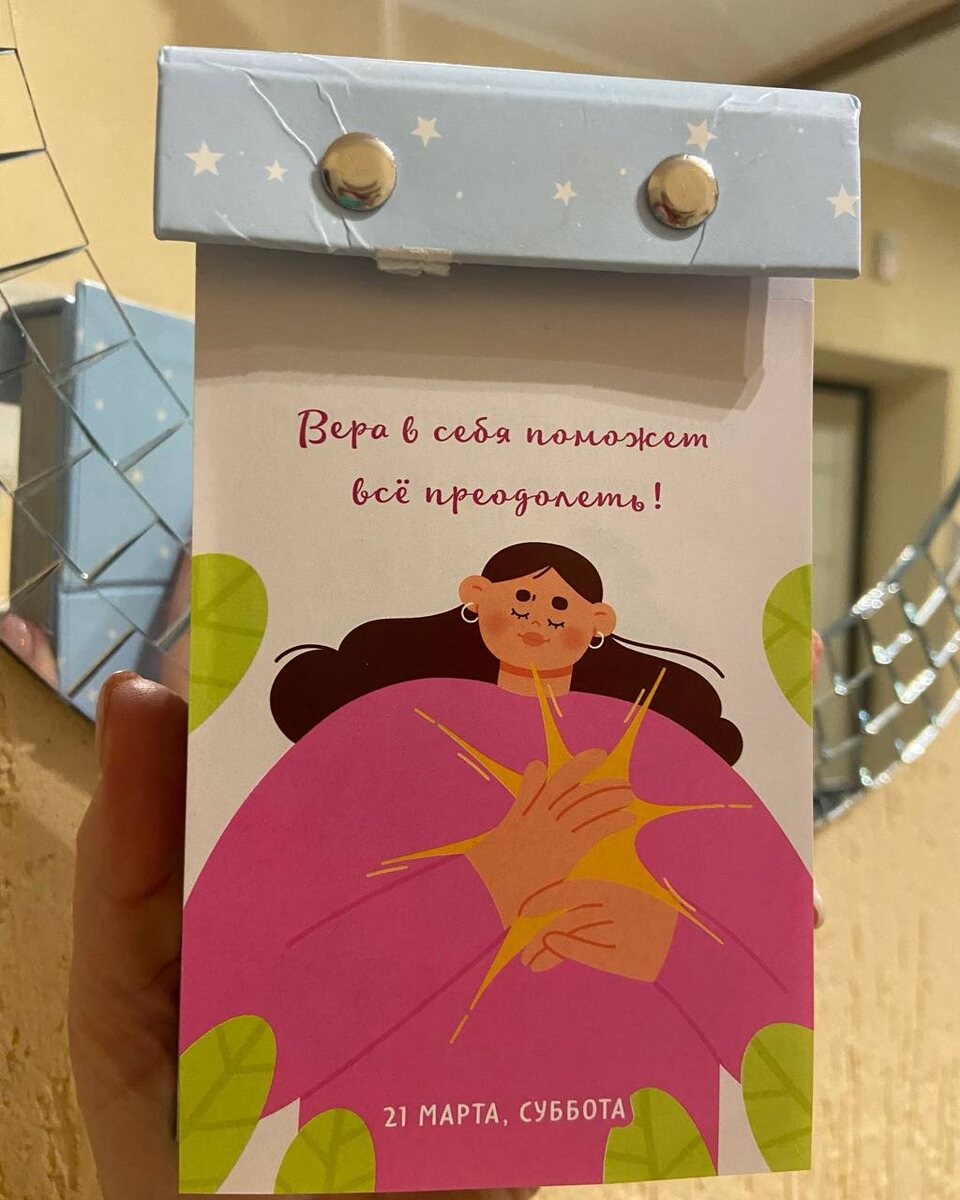 Вера в себя поможет
всё преодолеть!
21 МАРТА, СУББОТА